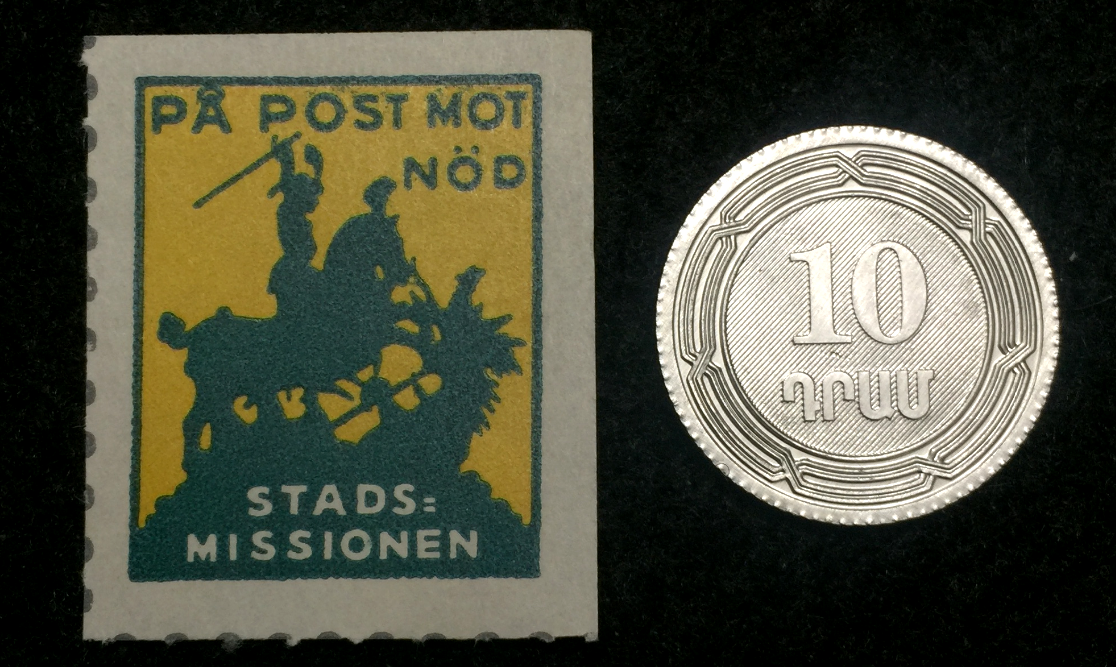 PÅ POST MOT
NÖD
STADS=
MISSIONEN
10
ԴՐԱՄ